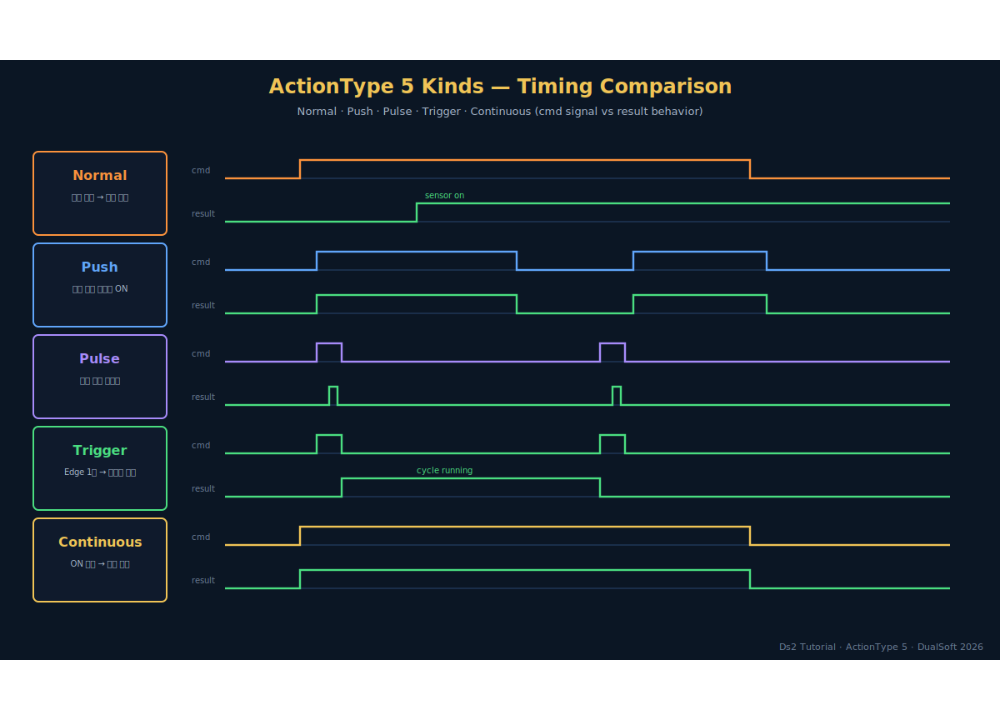 ActionType 5 Kinds — Timing Comparison
Normal · Push · Pulse · Trigger · Continuous (cmd signal vs result behavior)
Normal
→
cmd
sensor on
result
Push
ON
cmd
result
Pulse
cmd
result
Trigger
Edge 1 →
cmd
cycle running
result
Continuous
ON →
cmd
result
Ds2 Tutorial · ActionType 5 · DualSoft 2026